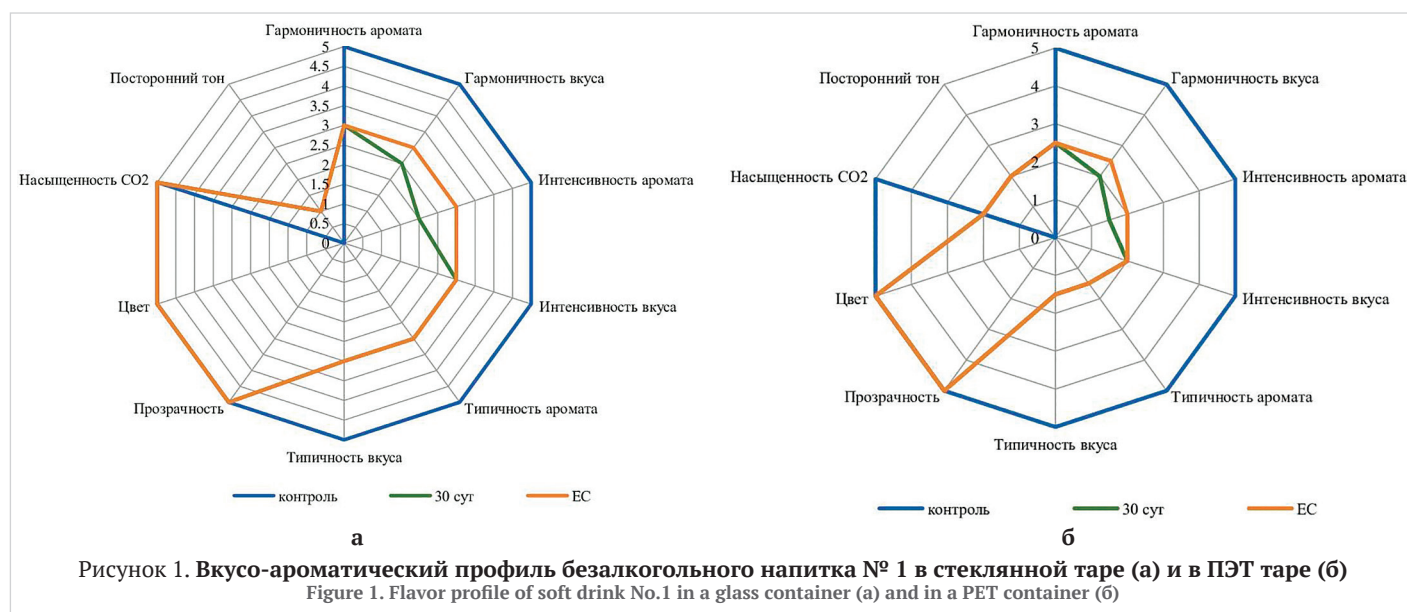 Гармоничность аромата
Гармоничность вкуса
Интенсивность аромата
Интенсивность вкуса
Типичность аромата
Типичность вкуса
Прозрачность
Цвет
Насыщенность CO2
Посторонний тон
5
4.5
4
3.5
3
2.5
2
1.5
1
0.5
0
контроль 30 сут ЕС
а
Гармоничность аромата
Гармоничность вкуса
Интенсивность аромата
Интенсивность вкуса
Типичность аромата
Типичность вкуса
Прозрачность
Цвет
Насыщенность CO2
Посторонний тон
5
4
3
2
1
0
контроль 30 сут ЕС
б
Рисунок 1. Вкусо-ароматический профиль безалкогольного напитка № 1 в стеклянной таре (а) и в ПЭТ таре (б)
Figure 1. Flavor profile of soft drink No.1 in a glass container (a) and in a PET container (б)